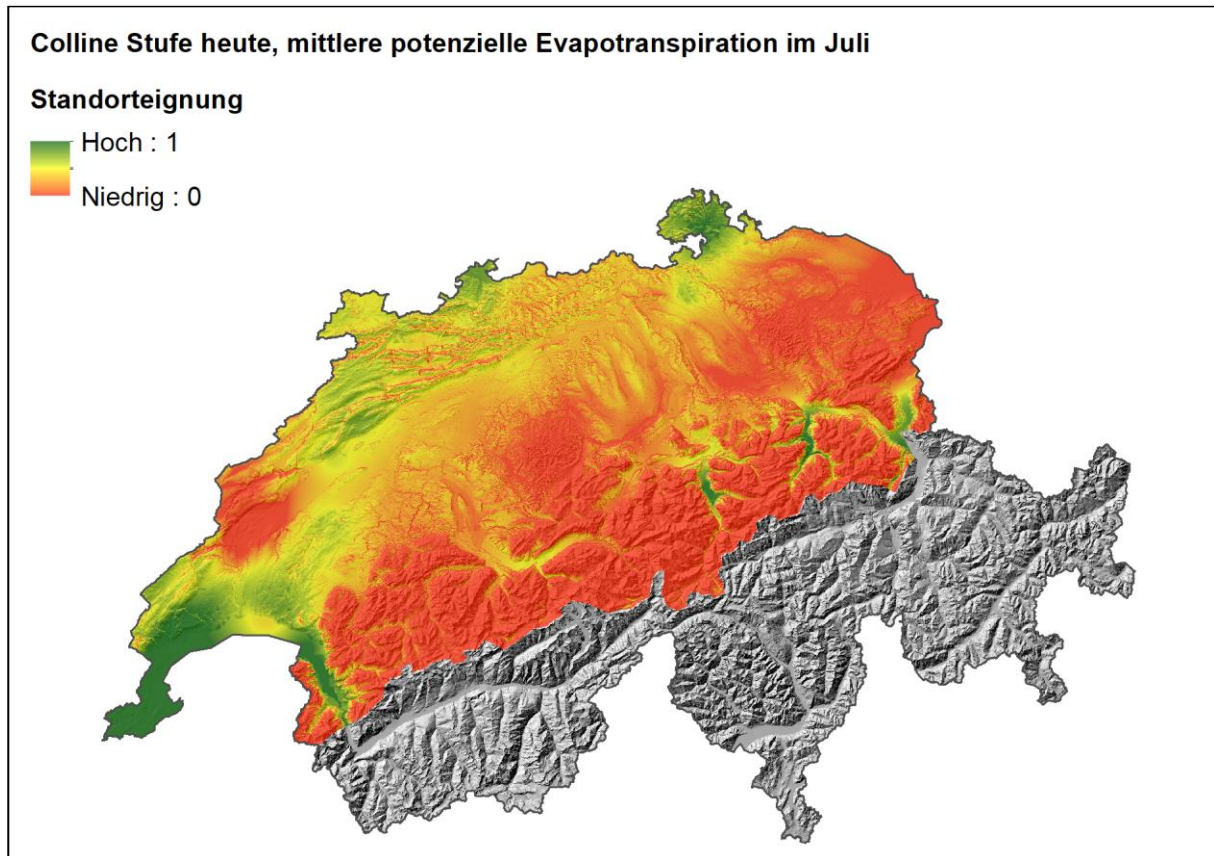 Colline Stufe heute, mittlere potenzielle Evapotranspiration im Juli
Standorteignung
Hoch : 1
Niedrig : 0